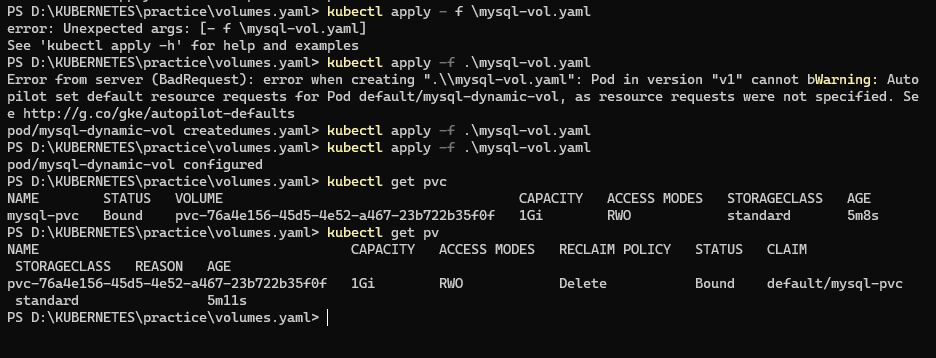 PS D:\KUBERNETES\practice\volumes.yaml> kubectl apply - f \mysql-vol.yaml
error: Unexpected args: [- f \mysql-vol.yaml]
See 'kubectl apply -h' for help and examples
PS D:\KUBERNETES\practice\volumes.yaml> kubectl apply -f .\mysql-vol.yaml
Error from server (BadRequest): error when creating ".\\mysql-vol.yaml": Pod in version "v1" cannot bWarning: Auto
pilot set default resource requests for Pod default/mysql-dynamic-vol, as resource requests were not specified. Se
e http://g.co/gke/autopilot-defaults
pod/mysql-dynamic-vol createdumes.yaml> kubectl apply -f .\mysql-vol.yaml
PS D:\KUBERNETES\practice\volumes.yaml> kubectl apply -f .\mysql-vol.yaml
pod/mysql-dynamic-vol configured
PS D:\KUBERNETES\practice\volumes.yaml> kubectl get pvc
NAME STATUS VOLUME CAPACITY ACCESS MODES STORAGECLASS AGE
mysql-pvc Bound pvc-76a4e156-45d5-4e52-a467-23b722b35f0f 1Gi RWO standard 5m8s
PS D:\KUBERNETES\practice\volumes.yaml> kubectl get pv
NAME CAPACITY ACCESS MODES RECLAIM POLICY STATUS CLAIM
STORAGECLASS REASON AGE
pvc-76a4e156-45d5-4e52-a467-23b722b35f0f 1Gi RWO Delete Bound default/mysql-pvc
standard 5m11s
PS D:\KUBERNETES\practice\volumes.yaml>